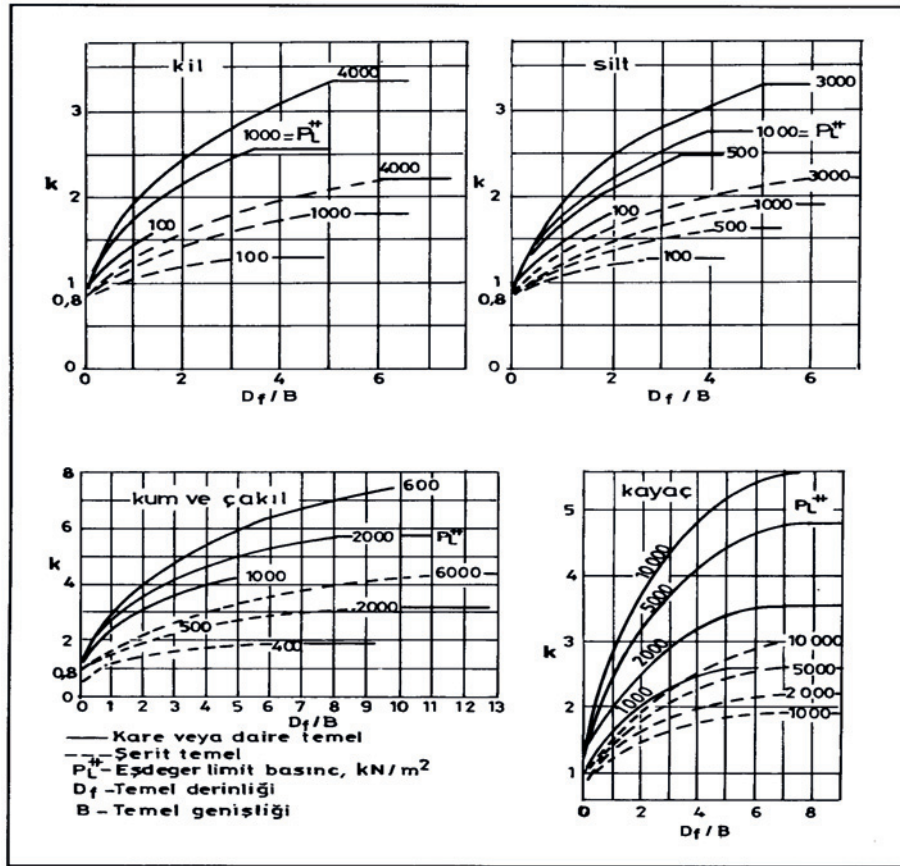 kil
4000
1000=PL**
4000
1000
100
100
k
3
2
1
0,8
0
0 2 4 6
Df/B
silt
3000
1000=PL**
500
3000
1000
500
100
100
k
3
2
1
0,8
0
0 2 4 6
Df/B
kum ve çakıl
600
2000
PL**
1000
6000
500
2000
400
k
8
6
4
2
0,8
0
0 1 2 3 4 5 6 7 8 9 10 11 12 13
Df/B
kayaç
PL**
10 000
5000
2000
1000
10 000
5000
2000
1000
k
5
4
3
2
1
0 2 4 6 8
Df/B
—— Kare veya daire temel
---- Şerit temel
PL** – Eşdeger limit basınc, kN/m²
Df – Temel derinliği
B – Temel genişliği